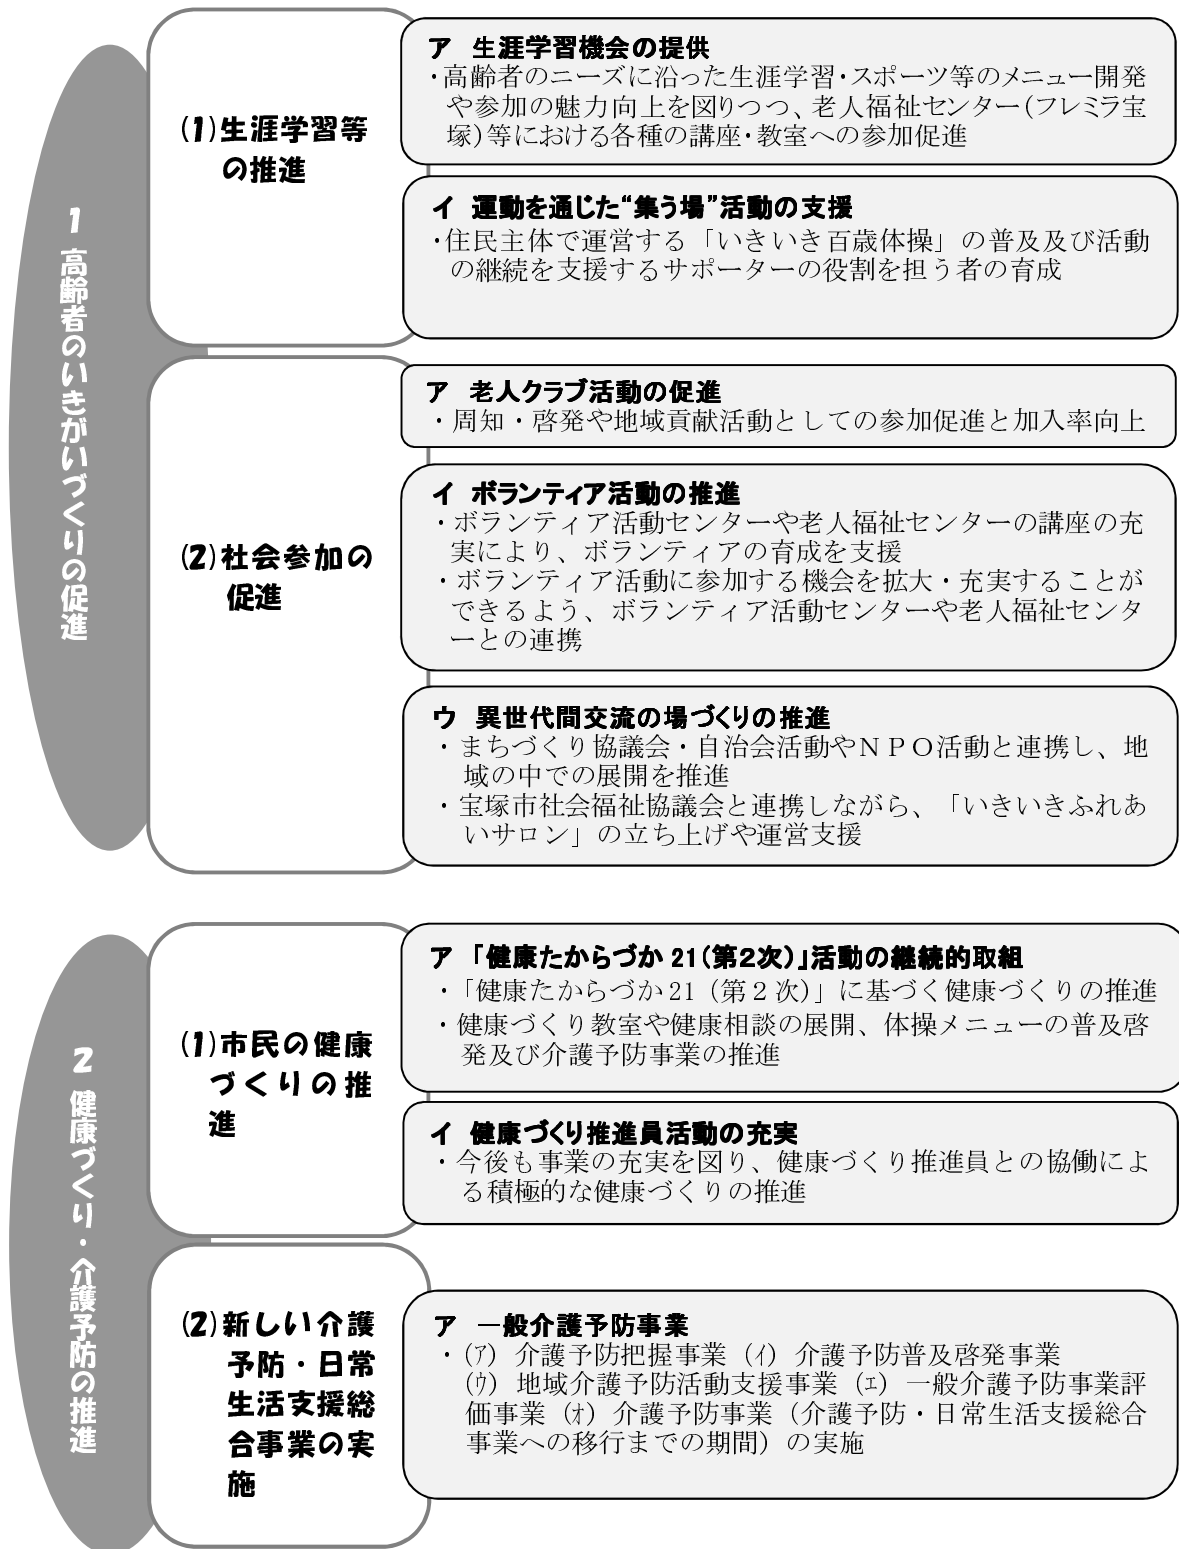 1 高齢者のいきがいづくりの促進
(1)生涯学習等
の推進
ア 生涯学習機会の提供
・高齢者のニーズに沿った生涯学習・スポーツ等のメニュー開発
や参加の魅力向上を図りつつ、老人福祉センター(フレミラ宝
塚)等における各種の講座・教室への参加促進
イ 運動を通じた“集う場”活動の支援
・住民主体で運営する「いきいき百歳体操」の普及及び活動
の継続を支援するサポーターの役割を担う者の育成
(2)社会参加の
促進
ア 老人クラブ活動の促進
・周知・啓発や地域貢献活動としての参加促進と加入率向上
イ ボランティア活動の推進
・ボランティア活動センターや老人福祉センターの講座の充
実により、ボランティアの育成を支援
・ボランティア活動に参加する機会を拡大・充実することが
できるよう、ボランティア活動センターや老人福祉センタ
ーとの連携
ウ 異世代間交流の場づくりの推進
・まちづくり協議会・自治会活動やNPO活動と連携し、地
域の中での展開を推進
・宝塚市社会福祉協議会と連携しながら、「いきいきふれあ
いサロン」の立ち上げや運営支援
2 健康づくり・介護予防の推進
(1)市民の健康
づくりの推
進
ア 「健康たからづか 21(第2次)」活動の継続的取組
・「健康たからづか 21(第2次)」に基づく健康づくりの推進
・健康づくり教室や健康相談の展開、体操メニューの普及啓
発及び介護予防事業の推進
イ 健康づくり推進員活動の充実
・今後も事業の充実を図り、健康づくり推進員との協働によ
る積極的な健康づくりの推進
(2)新しい介護
予防・日常
生活支援総
合事業の実
施
ア 一般介護予防事業
・(ｱ) 介護予防把握事業 (ｲ) 介護予防普及啓発事業
(ｳ) 地域介護予防活動支援事業 (ｴ) 一般介護予防事業評
価事業 (ｵ) 介護予防事業(介護予防・日常生活支援総合
事業への移行までの期間)の実施